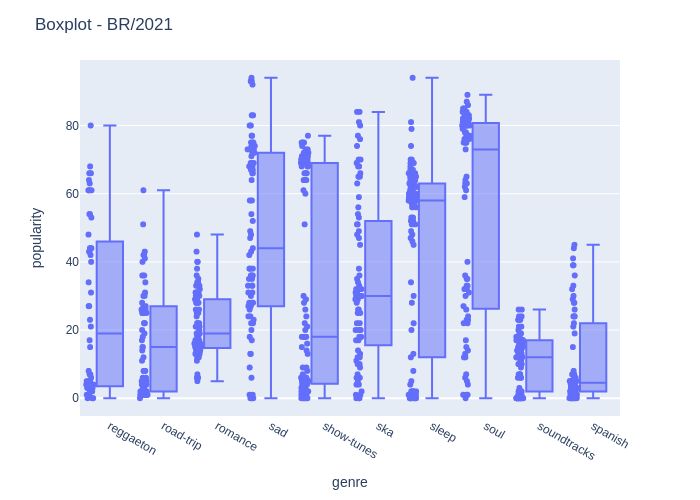 Boxplot - BR/2021
popularity
80
60
40
20
0
reggaeton
road-trip
romance
sad
show-tunes
ska
sleep
soul
soundtracks
spanish
genre